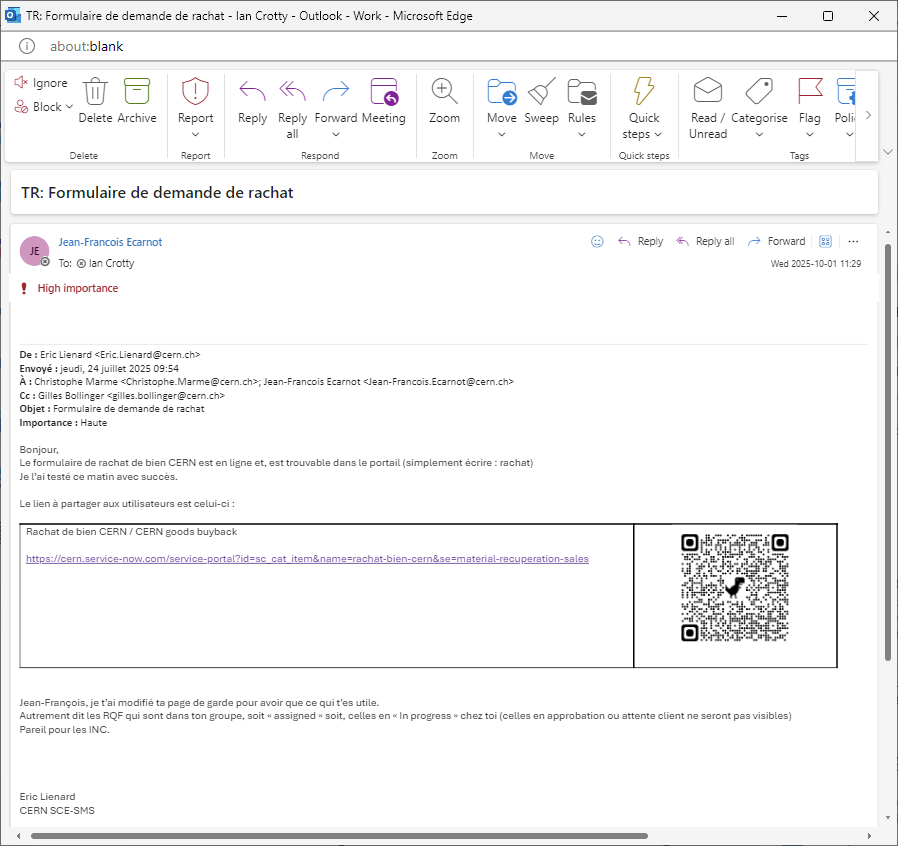 TR: Formulaire de demande de rachat - Ian Crotty - Outlook - Work - Microsoft Edge
about:blank
Ignore
Block
Delete
Archive
Delete
Report
Report
Reply
Reply all
Forward
Meeting
Respond
Zoom
Zoom
Move
Sweep
Rules
Move
Quick steps
Quick steps
Read / Unread
Categorise
Flag
Poli
Tags
TR: Formulaire de demande de rachat
JE
Jean-Francois Ecarnot
To: Ian Crotty
Reply
Reply all
Forward
Wed 2025-10-01 11:29
High importance
De : Eric Lienard <Eric.Lienard@cern.ch>
Envoyé : jeudi, 24 juillet 2025 09:54
À : Christophe Marme <Christophe.Marme@cern.ch>; Jean-Francois Ecarnot <Jean-Francois.Ecarnot@cern.ch>
Cc : Gilles Bollinger <gilles.bollinger@cern.ch>
Objet : Formulaire de demande de rachat
Importance : Haute
Bonjour,
Le formulaire de rachat de bien CERN est en ligne et, est trouvable dans le portail (simplement écrire : rachat)
Je l'ai testé ce matin avec succès.
Le lien à partager aux utilisateurs est celui-ci :
Rachat de bien CERN / CERN goods buyback
https://cern.service-now.com/service-portal?id=sc_cat_item&name=rachat-bien-cern&se=material-recuperation-sales
Jean-François, je t'ai modifié ta page de garde pour avoir que ce qui t'es utile.
Autrement dit les RQF qui sont dans ton groupe, soit « assigned » soit, celles en « In progress » chez toi (celles en approbation ou attente client ne seront pas visibles)
Pareil pour les INC.
Eric Lienard
CERN SCE-SMS